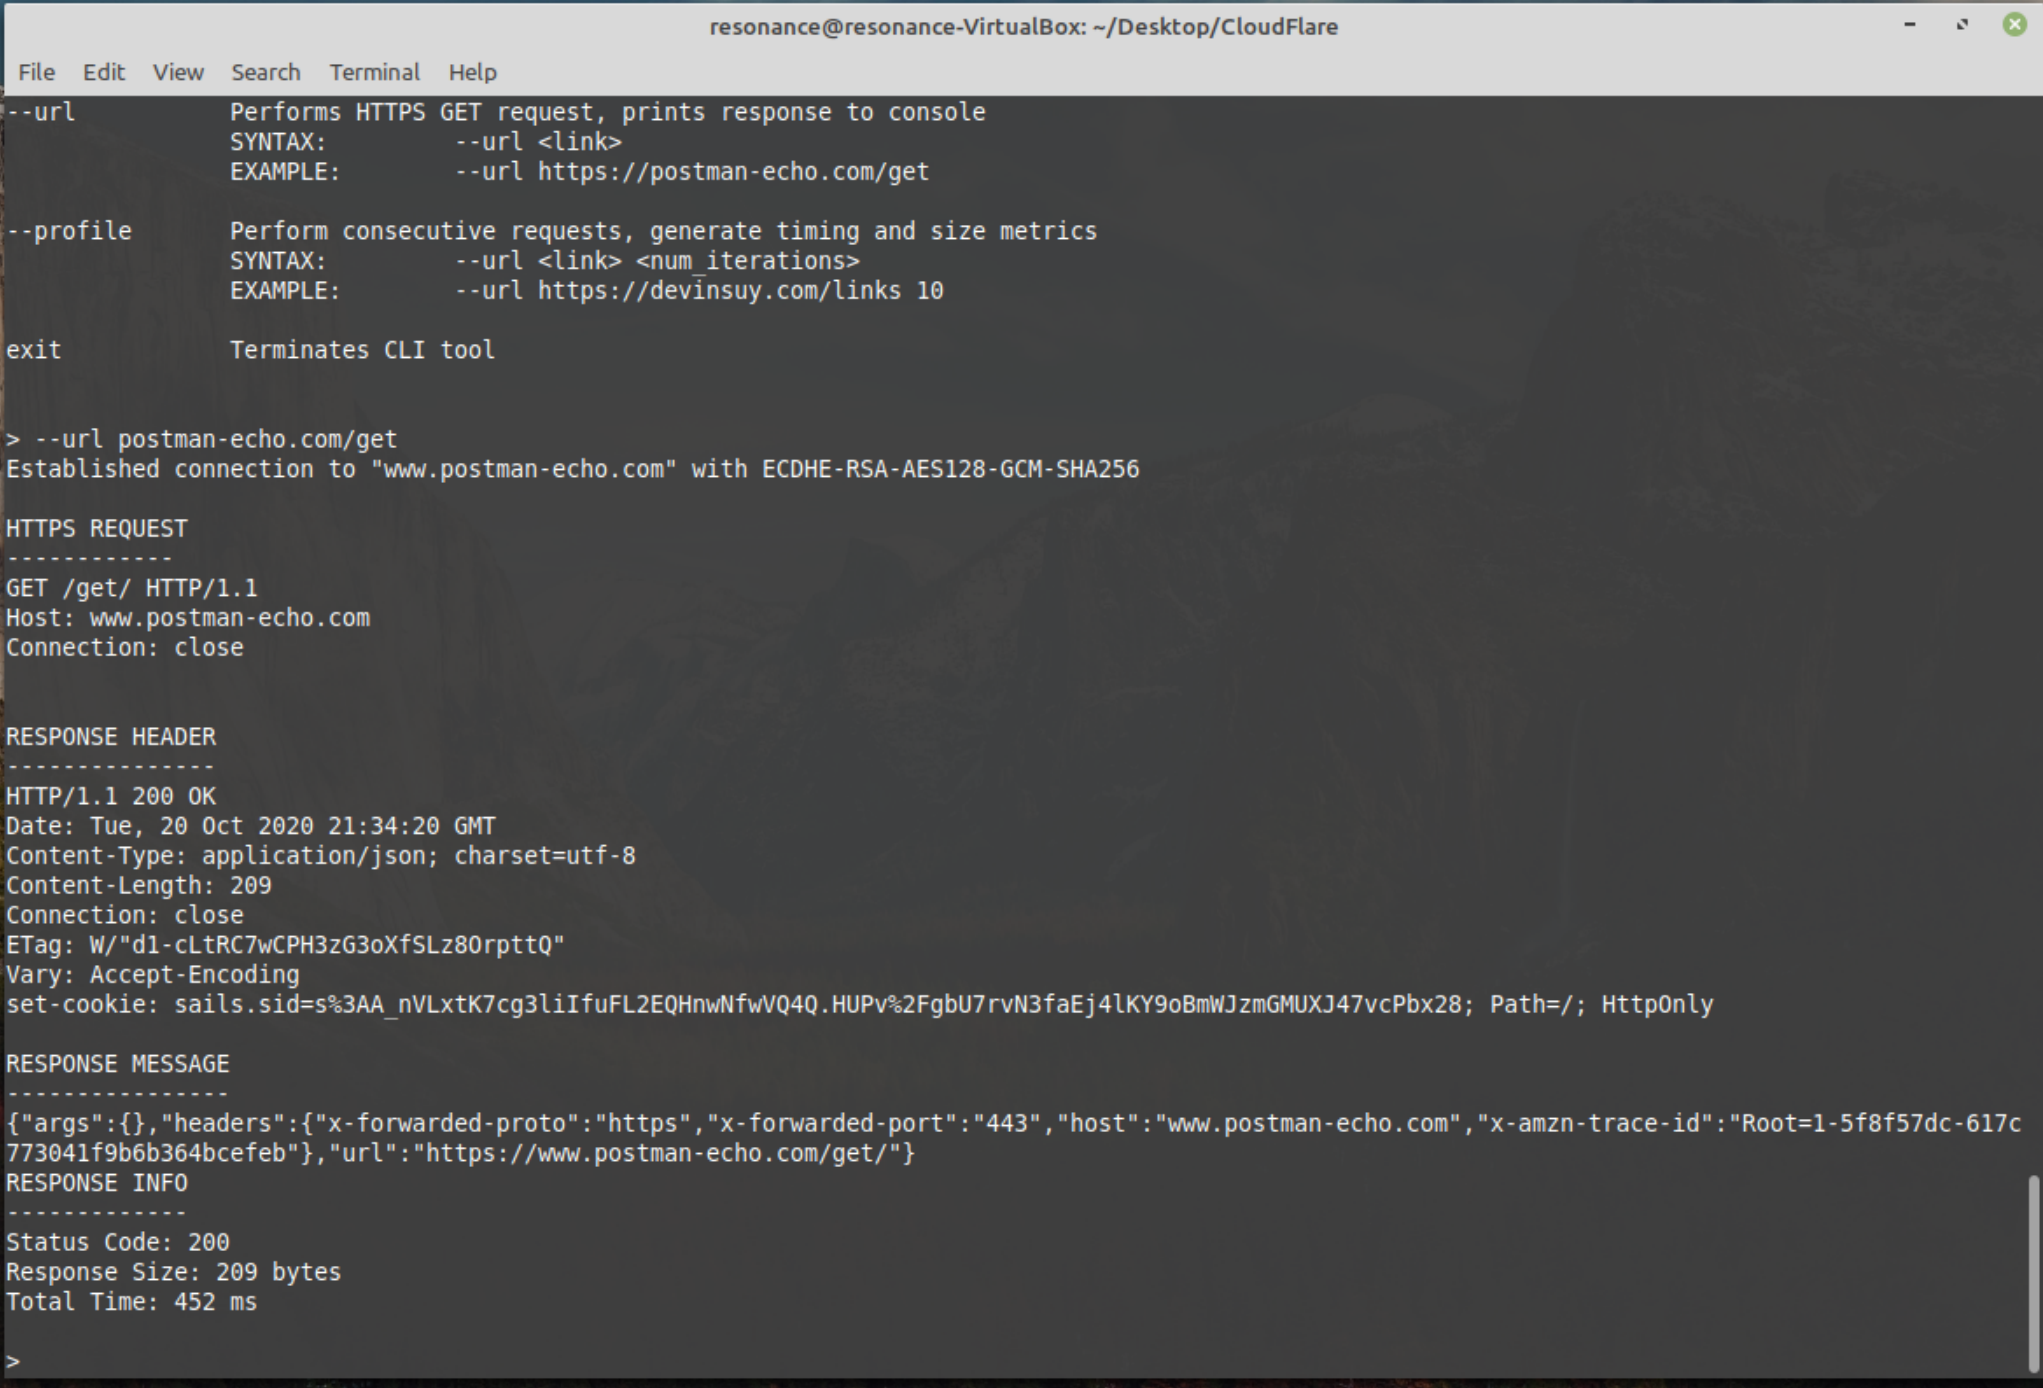 resonance@resonance-VirtualBox: ~/Desktop/CloudFlare
File Edit View Search Terminal Help
--url Performs HTTPS GET request, prints response to console
SYNTAX: --url <link>
EXAMPLE: --url https://postman-echo.com/get
--profile Perform consecutive requests, generate timing and size metrics
SYNTAX: --url <link> <num_iterations>
EXAMPLE: --url https://devinsuy.com/links 10
exit Terminates CLI tool
> --url postman-echo.com/get
Established connection to "www.postman-echo.com" with ECDHE-RSA-AES128-GCM-SHA256
HTTPS REQUEST
------------
GET /get/ HTTP/1.1
Host: www.postman-echo.com
Connection: close
RESPONSE HEADER
---------------
HTTP/1.1 200 OK
Date: Tue, 20 Oct 2020 21:34:20 GMT
Content-Type: application/json; charset=utf-8
Content-Length: 209
Connection: close
ETag: W/"d1-cLtRC7wCPH3zG3oXfSLz8OrpttQ"
Vary: Accept-Encoding
set-cookie: sails.sid=s%3AA_nVLxtK7cg3liIfuFL2EQHnwNfwVQ4Q.HUPv%2FgbU7rvN3faEj4lKY9oBmWJzmGMUXJ47vcPbx28; Path=/; HttpOnly
RESPONSE MESSAGE
----------------
{"args":{},"headers":{"x-forwarded-proto":"https","x-forwarded-port":"443","host":"www.postman-echo.com","x-amzn-trace-id":"Root=1-5f8f57dc-617c
773041f9b6b364bcefeb"},"url":"https://www.postman-echo.com/get/"}
RESPONSE INFO
-------------
Status Code: 200
Response Size: 209 bytes
Total Time: 452 ms
>